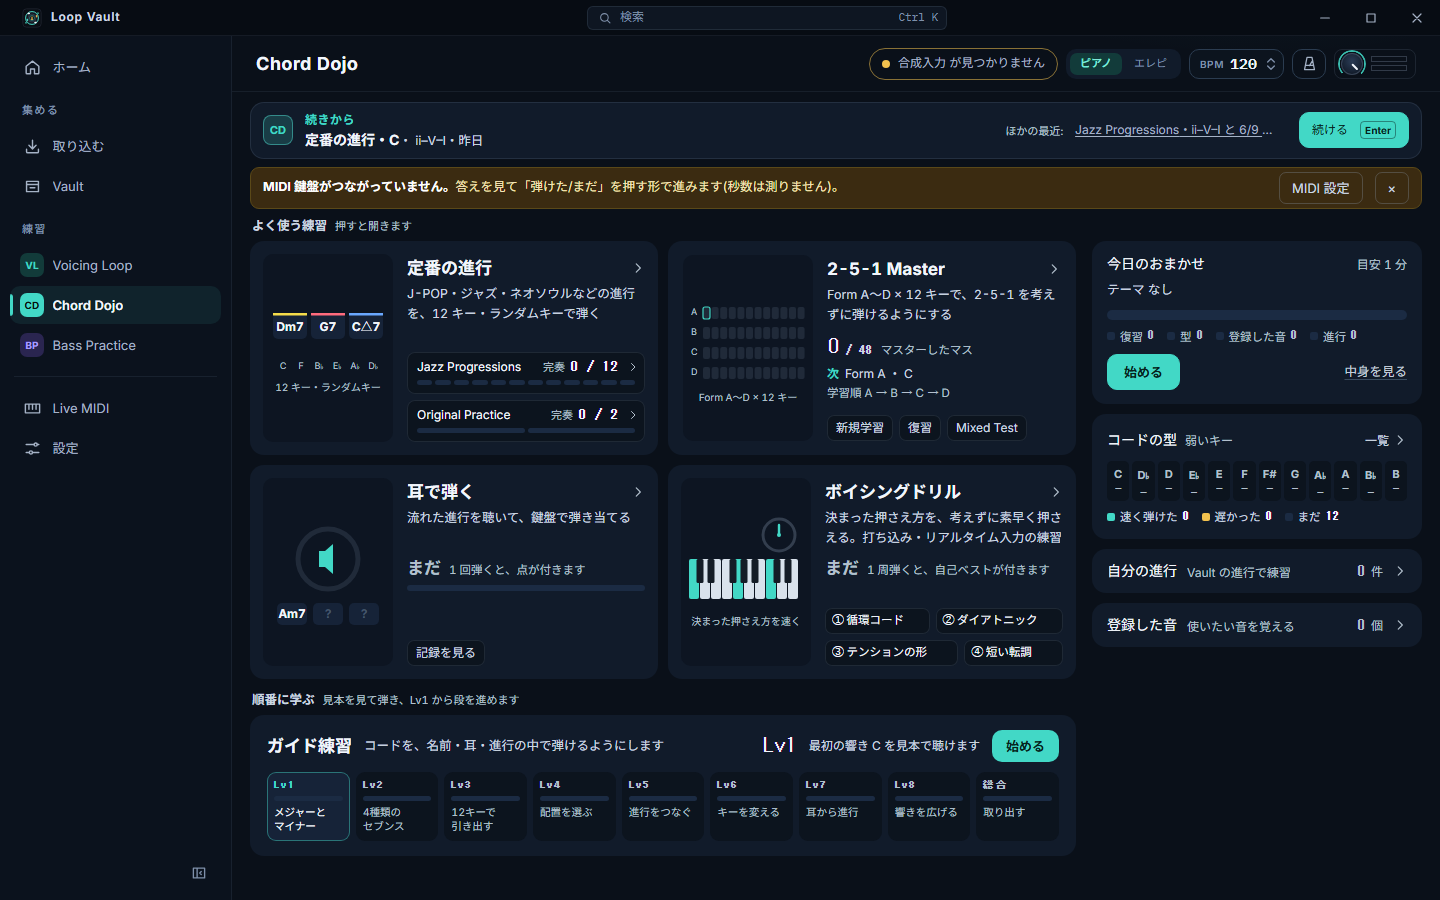 Loop Vault
検索
Ctrl K
ホーム
集める
取り込む
Vault
練習
VL Voicing Loop
CD Chord Dojo
BP Bass Practice
Live MIDI
設定
Chord Dojo
合成入力 が見つかりません
ピアノ
エレピ
BPM 120
CD
続きから
定番の進行・C・ ii–V–I・昨日
ほかの最近:
Jazz Progressions・ii–V–I と 6/9 ...
続ける Enter
MIDI 鍵盤がつながっていません。答えを見て「弾けた/まだ」を押す形で進みます(秒数は測りません)。
MIDI 設定
×
よく使う練習 押すと開きます
Dm7 G7 C△7
C F B♭ E♭ A♭ D♭
12 キー・ランダムキー
定番の進行
J-POP・ジャズ・ネオソウルなどの進行
を、12 キー・ランダムキーで弾く
Jazz Progressions 完奏 0 / 12
Original Practice 完奏 0 / 2
A
B
C
D
Form A〜D × 12 キー
2-5-1 Master
Form A〜D × 12 キーで、2-5-1 を考え
ずに弾けるようにする
0 / 48 マスターしたマス
次 Form A ・ C
学習順 A → B → C → D
新規学習
復習
Mixed Test
Am7 ? ?
耳で弾く
流れた進行を聴いて、鍵盤で弾き当てる
まだ 1 回弾くと、点が付きます
記録を見る
決まった押さえ方を速く
ボイシングドリル
決まった押さえ方を、考えずに素早く押さ
える。打ち込み・リアルタイム入力の練習
まだ 1 周弾くと、自己ベストが付きます
① 循環コード
② ダイアトニック
③ テンションの形
④ 短い転調
今日のおまかせ
目安 1 分
テーマ なし
復習 0 型 0 登録した音 0 進行 0
始める
中身を見る
コードの型 弱いキー
一覧
C D♭ D E♭ E F F# G A♭ A B♭ B
– – – – – – – – – – – –
速く弾けた 0 遅かった 0 まだ 12
自分の進行 Vault の進行で練習
0 件
登録した音 使いたい音を覚える
0 個
順番に学ぶ 見本を見て弾き、Lv1 から段を進めます
ガイド練習 コードを、名前・耳・進行の中で弾けるようにします
Lv1 最初の響き C を見本で聴けます
始める
Lv1
メジャーと
マイナー
Lv2
4種類の
セブンス
Lv3
12キーで
引き出す
Lv4
配置を選ぶ
Lv5
進行をつなぐ
Lv6
キーを変える
Lv7
耳から進行
Lv8
響きを広げる
総合
取り出す